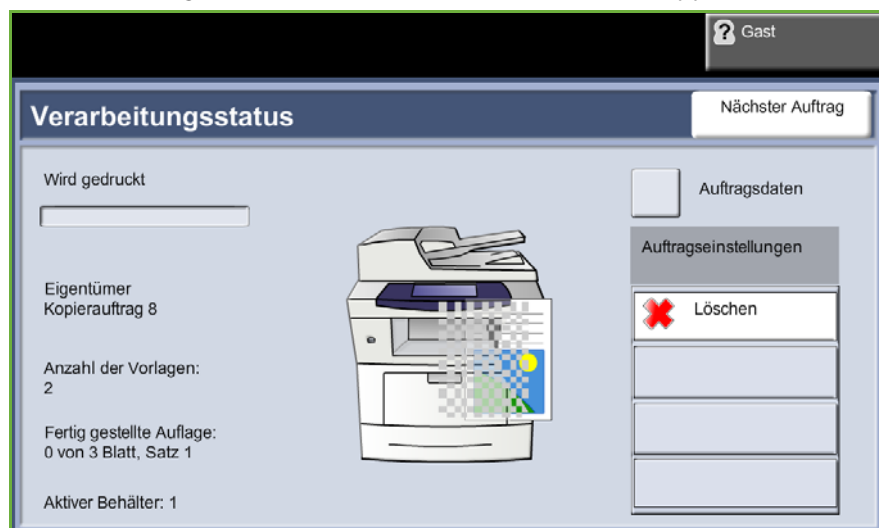 Gast
Verarbeitungsstatus
Nächster Auftrag
Wird gedruckt
Auftragsdaten
Auftragseinstellungen
Eigentümer
Kopierauftrag 8
Löschen
Anzahl der Vorlagen:
2
Fertig gestellte Auflage:
0 von 3 Blatt, Satz 1
Aktiver Behälter: 1